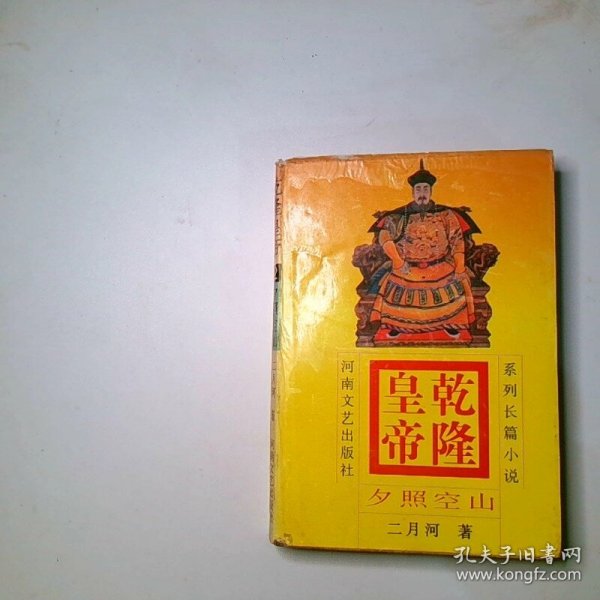 系列长篇小说
乾隆
皇帝
河南文艺出版社
夕照空山
二月河 著
孔夫子旧书网
www.kongfz.com